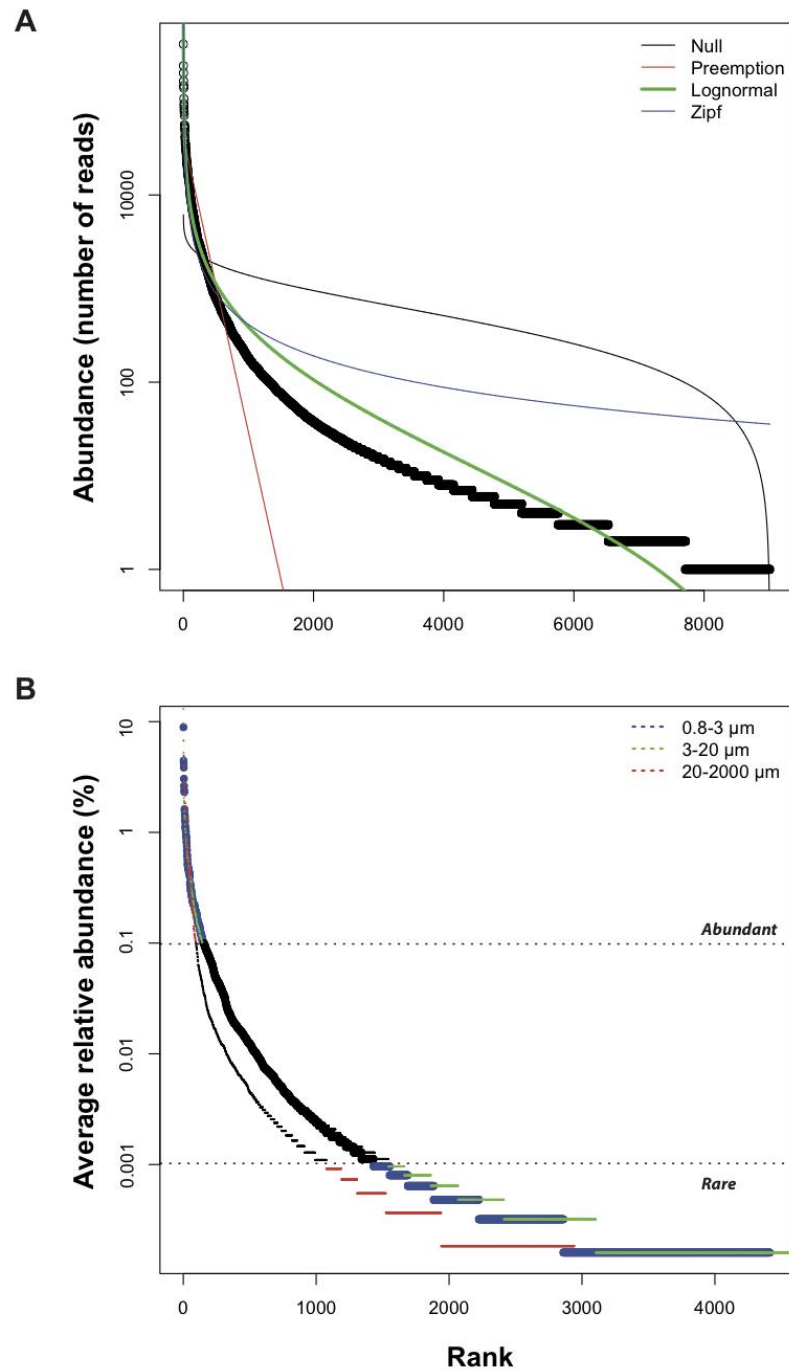 A
Null
Preemption
Lognormal
Zipf
Abundance (number of reads)
10000
100
1
0 2000 4000 6000 8000
B
0.8-3 µm
3-20 µm
20-2000 µm
Average relative abundance (%)
10
1
0.1
0.01
0.001
Abundant
Rare
0 1000 2000 3000 4000
Rank